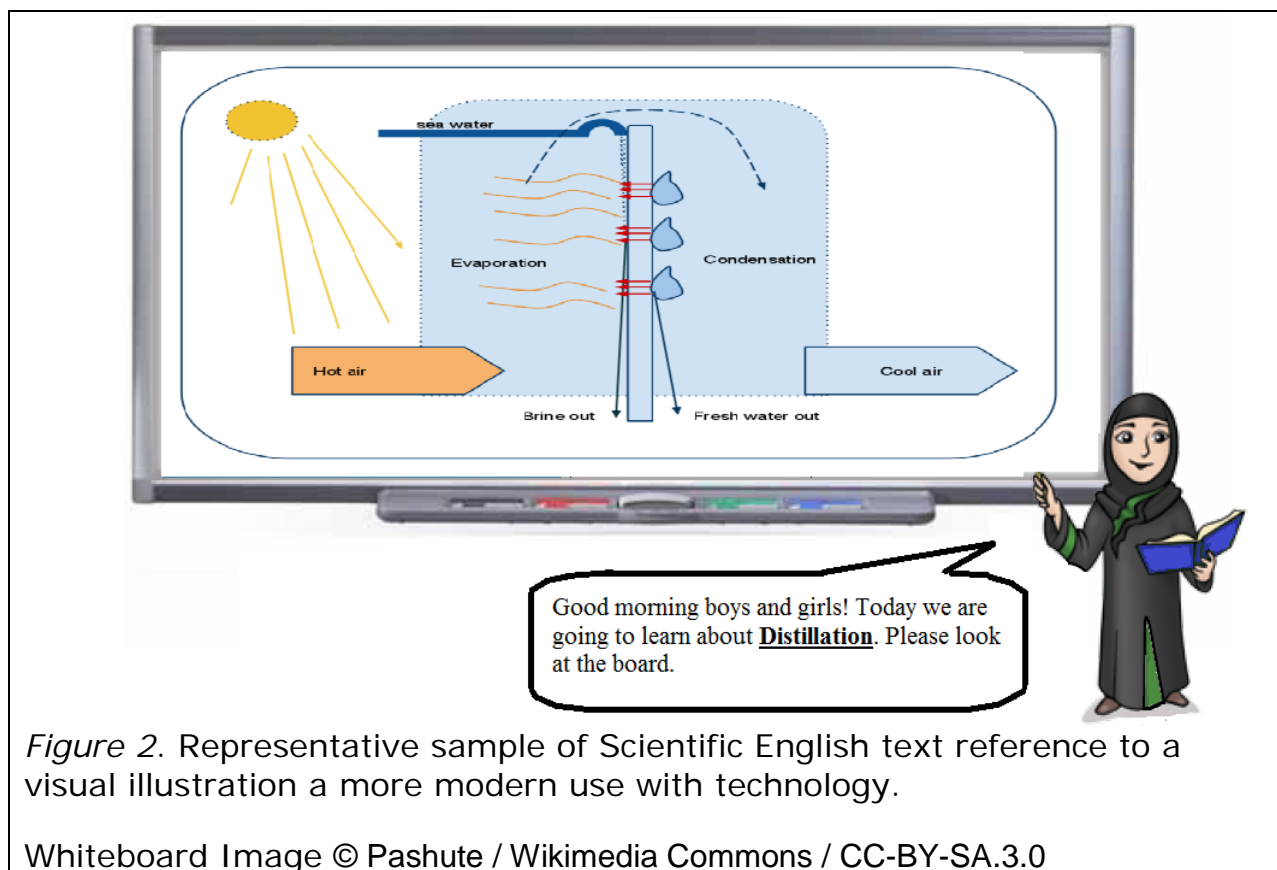 sea water
Evaporation
Condensation
Hot air
Cool air
Brine out
Fresh water out
Good morning boys and girls! Today we are
going to learn about Distillation. Please look
at the board.
Figure 2. Representative sample of Scientific English text reference to a
visual illustration a more modern use with technology.
Whiteboard Image © Pashute / Wikimedia Commons / CC-BY-SA.3.0